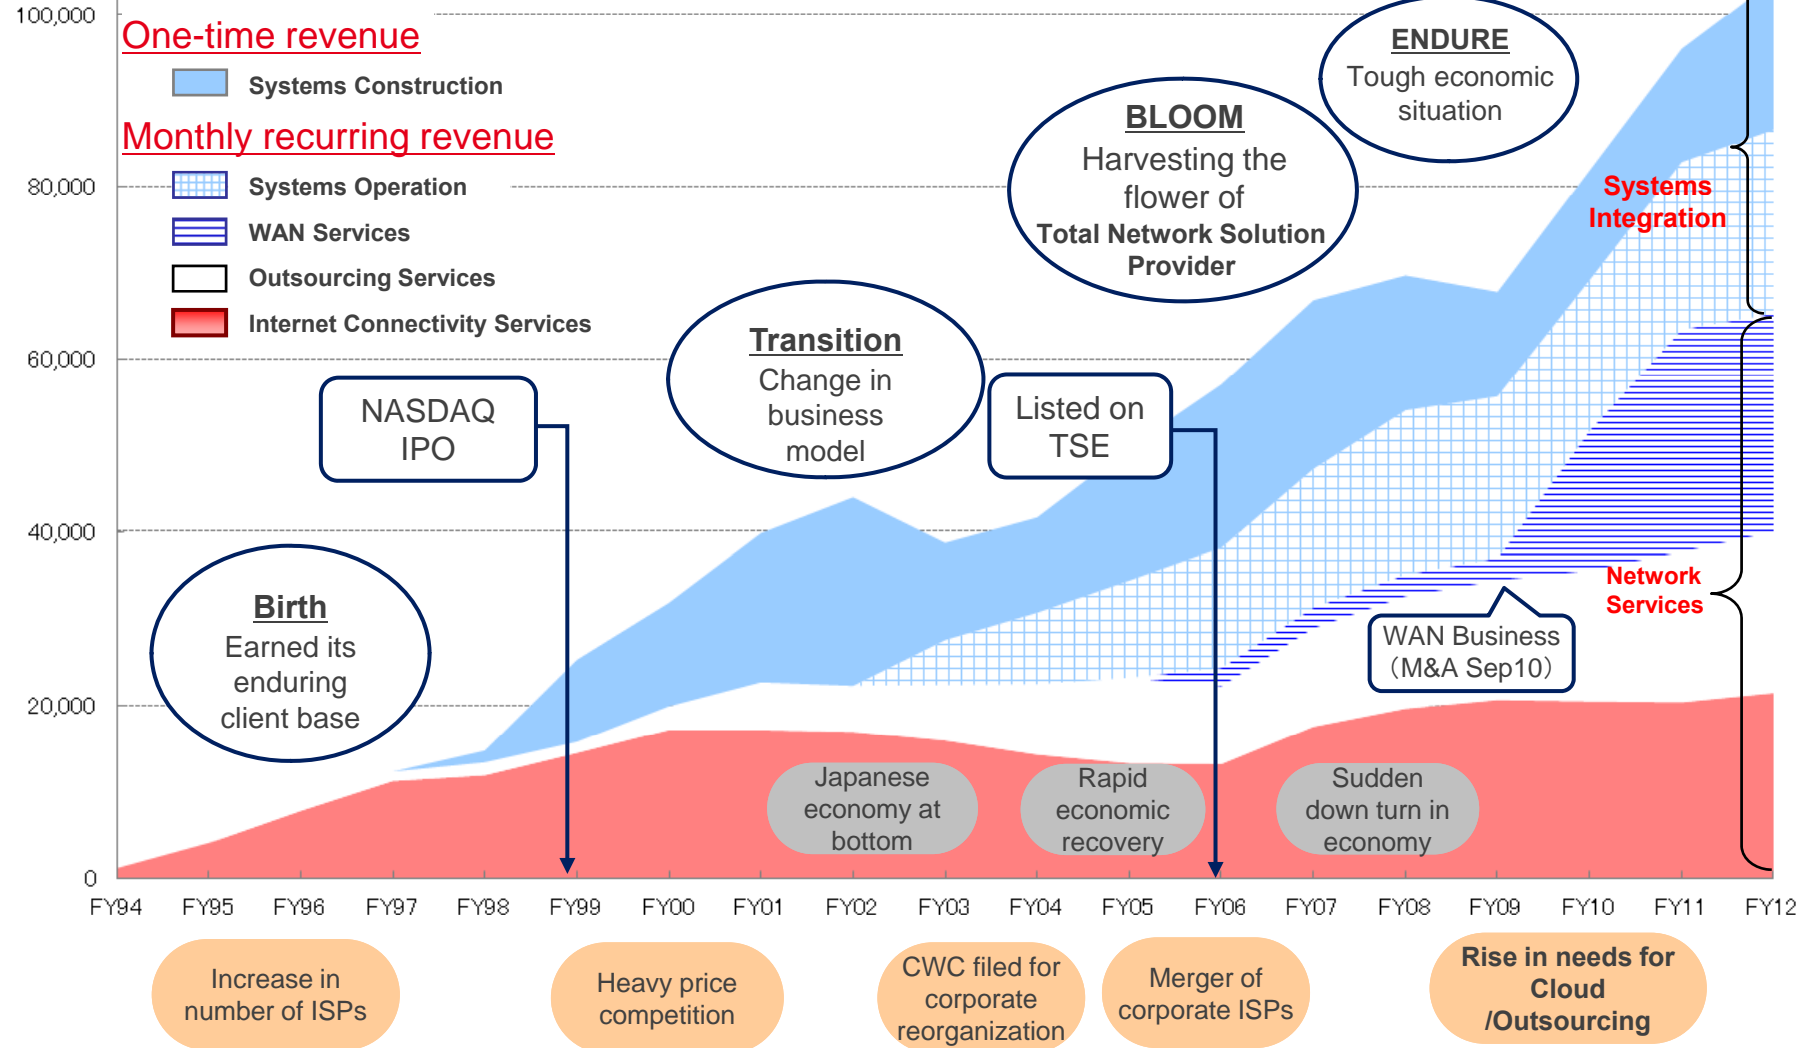 100,000
One-time revenue
Systems Construction
Monthly recurring revenue
80,000
Systems Operation
WAN Services
Outsourcing Services
Internet Connectivity Services
60,000
40,000
20,000
0
ENDURE
Tough economic
situation
BLOOM
Harvesting the
flower of
Total Network Solution
Provider
Systems
Integration
Transition
Change in
business
model
NASDAQ
IPO
Listed on
TSE
Birth
Earned its
enduring
client base
Network
Services
WAN Business
（M&A Sep10）
Japanese
economy at
bottom
Rapid
economic
recovery
Sudden
down turn in
economy
FY94 FY95 FY96 FY97 FY98 FY99 FY00 FY01 FY02 FY03 FY04 FY05 FY06 FY07 FY08 FY09 FY10 FY11 FY12
Increase in
number of ISPs
Heavy price
competition
CWC filed for
corporate
reorganization
Merger of
corporate ISPs
Rise in needs for
Cloud
/Outsourcing